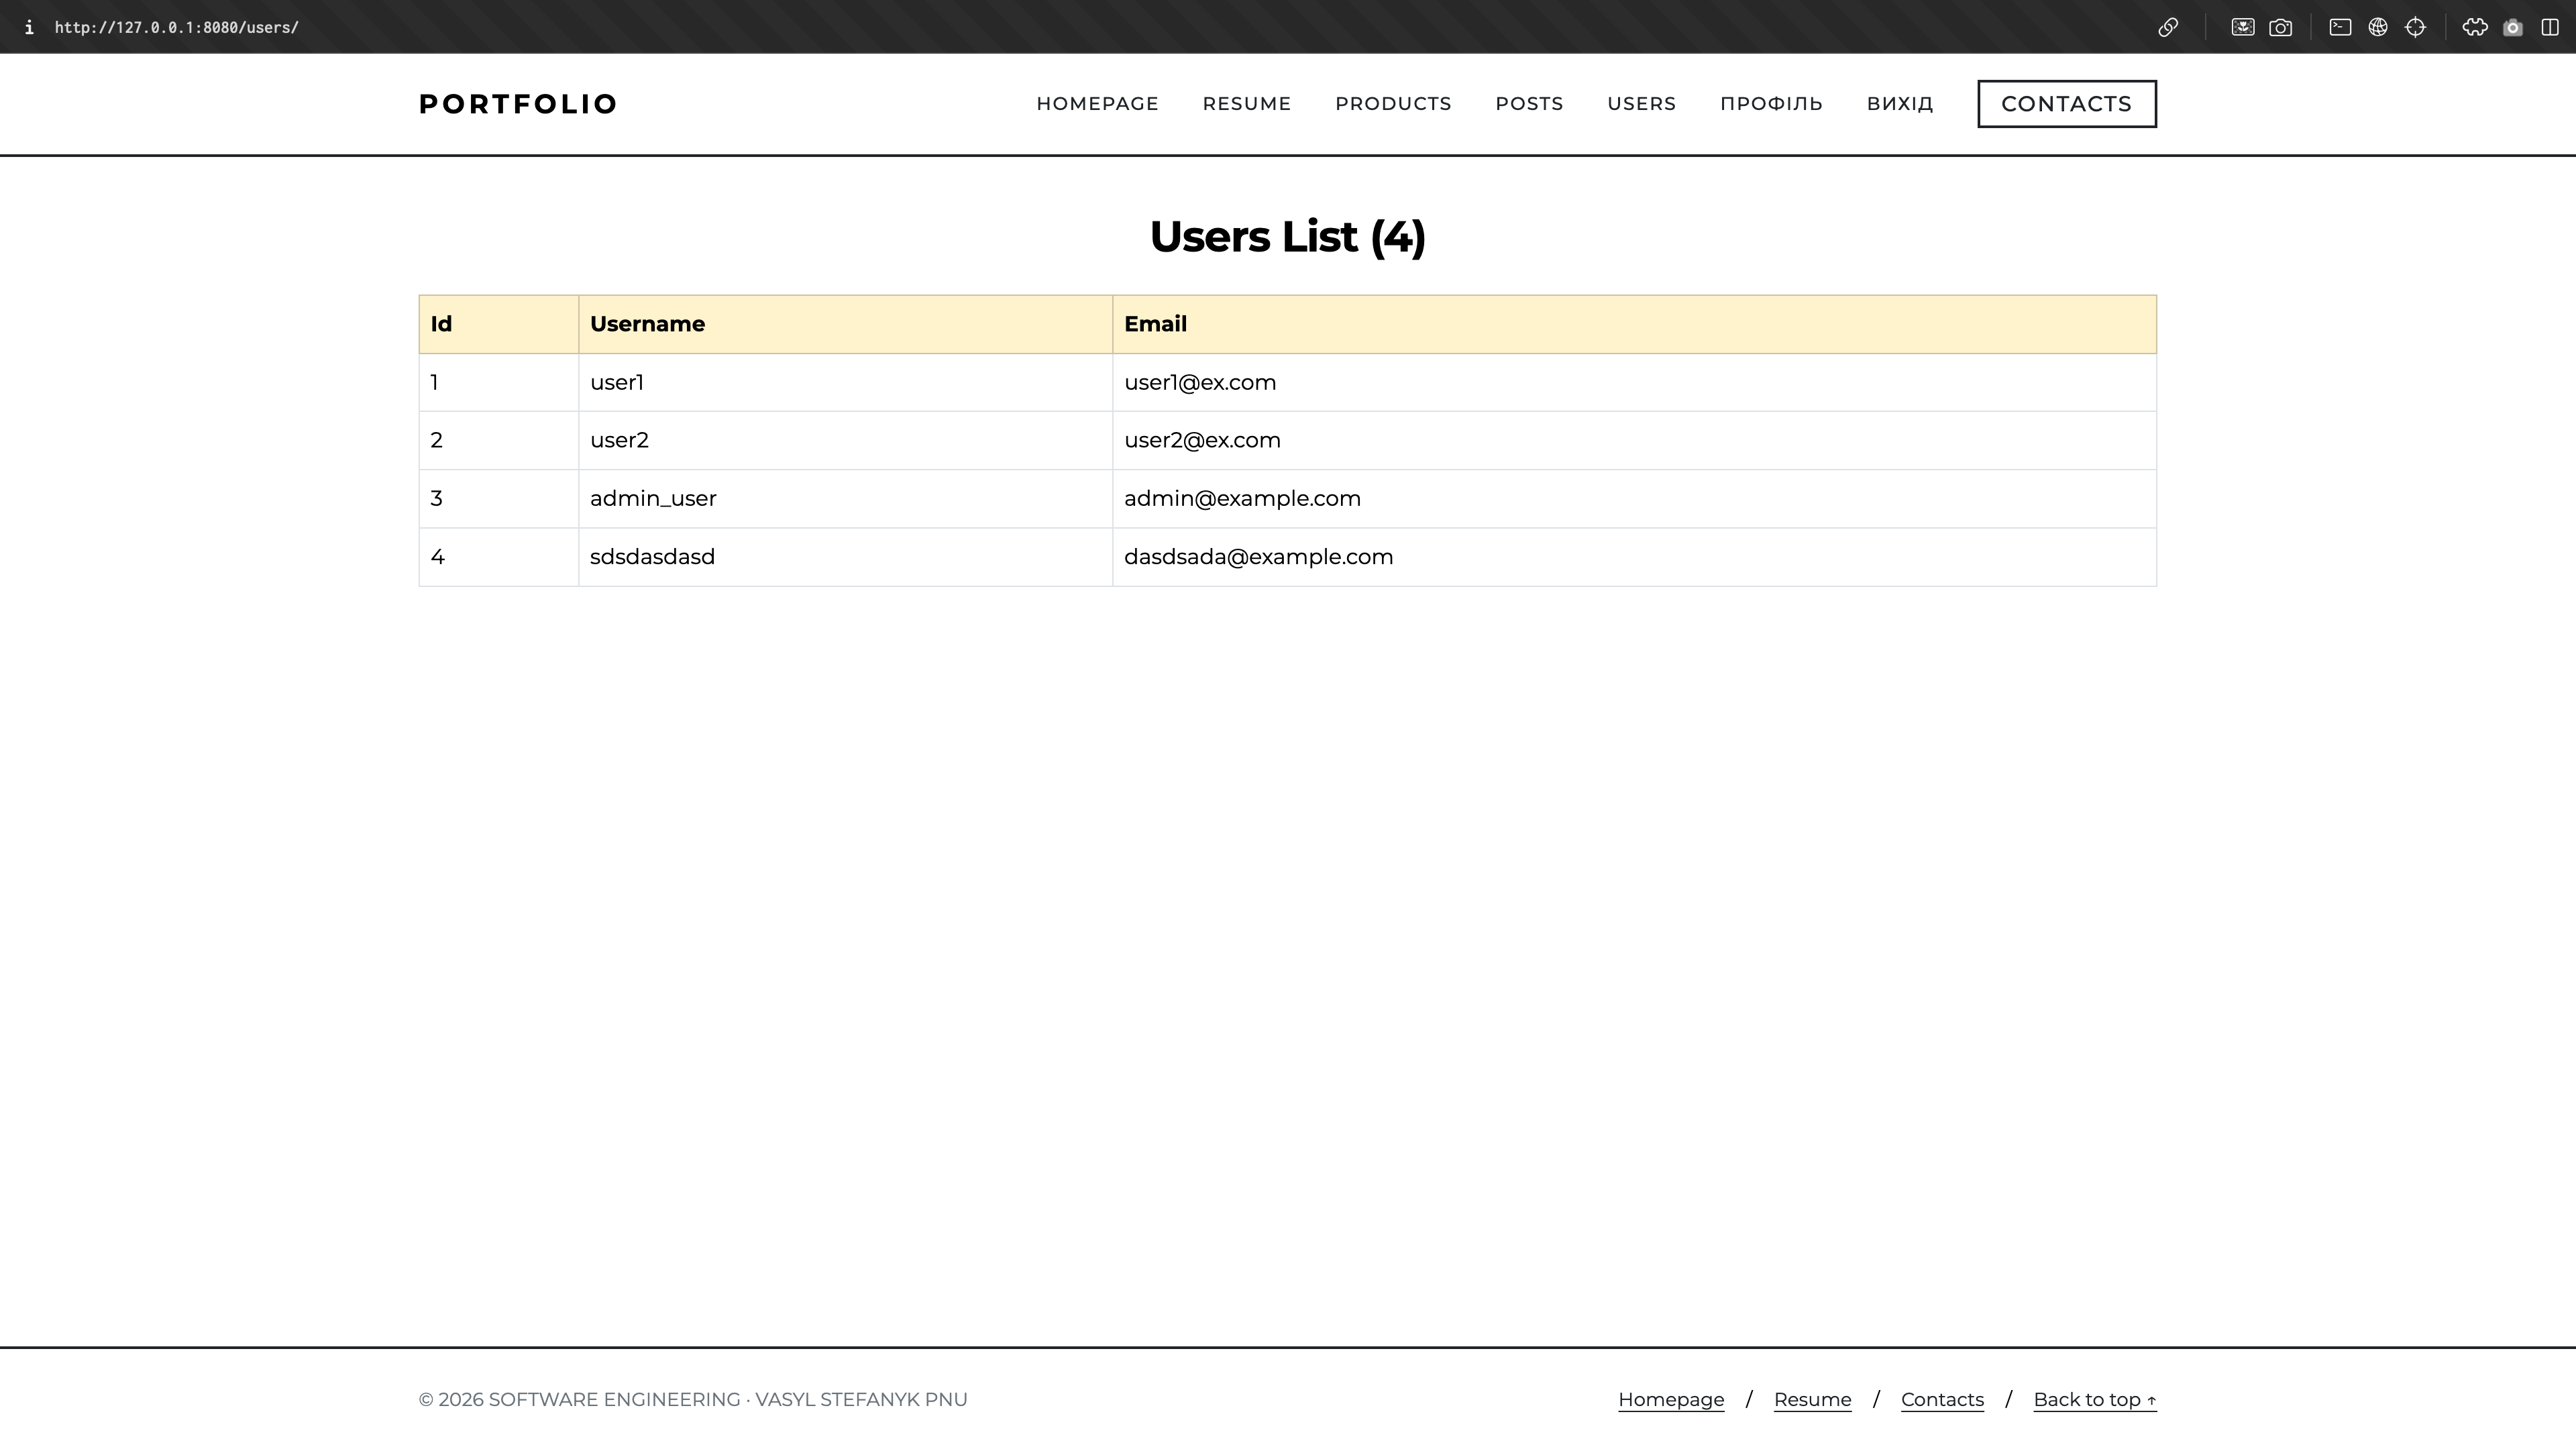 i http://127.0.0.1:8080/users/
PORTFOLIO HOMEPAGE RESUME PRODUCTS POSTS USERS ПРОФІЛЬ ВИХІД CONTACTS
Users List (4)
Id Username Email
1 user1 user1@ex.com
2 user2 user2@ex.com
3 admin_user admin@example.com
4 sdsdasdasd dasdsada@example.com
© 2026 SOFTWARE ENGINEERING · VASYL STEFANYK PNU Homepage / Resume / Contacts / Back to top ↑